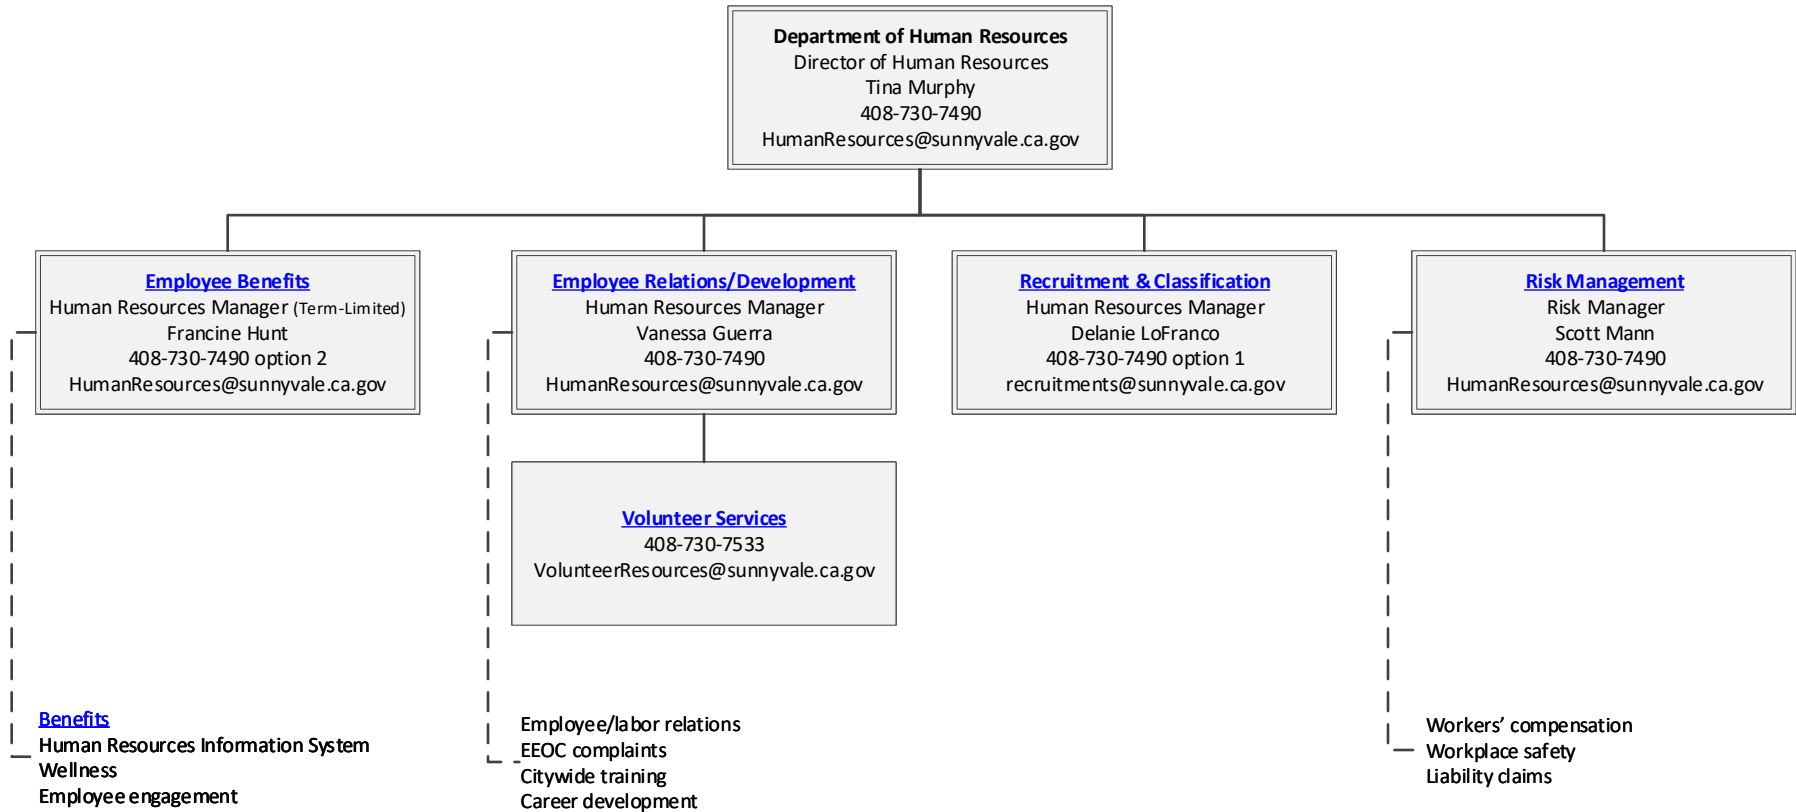 Department of Human Resources
Director of Human Resources
Tina Murphy
408-730-7490
HumanResources@sunnyvale.ca.gov
Employee Benefits
Human Resources Manager (Term-Limited)
Francine Hunt
408-730-7490 option 2
HumanResources@sunnyvale.ca.gov
Employee Relations/Development
Human Resources Manager
Vanessa Guerra
408-730-7490
HumanResources@sunnyvale.ca.gov
Recruitment & Classification
Human Resources Manager
Delanie LoFranco
408-730-7490 option 1
recruitments@sunnyvale.ca.gov
Risk Management
Risk Manager
Scott Mann
408-730-7490
HumanResources@sunnyvale.ca.gov
Volunteer Services
408-730-7533
VolunteerResources@sunnyvale.ca.gov
Benefits
Human Resources Information System
Wellness
Employee engagement
Employee/labor relations
EEOC complaints
Citywide training
Career development
Workers’ compensation
Workplace safety
Liability claims